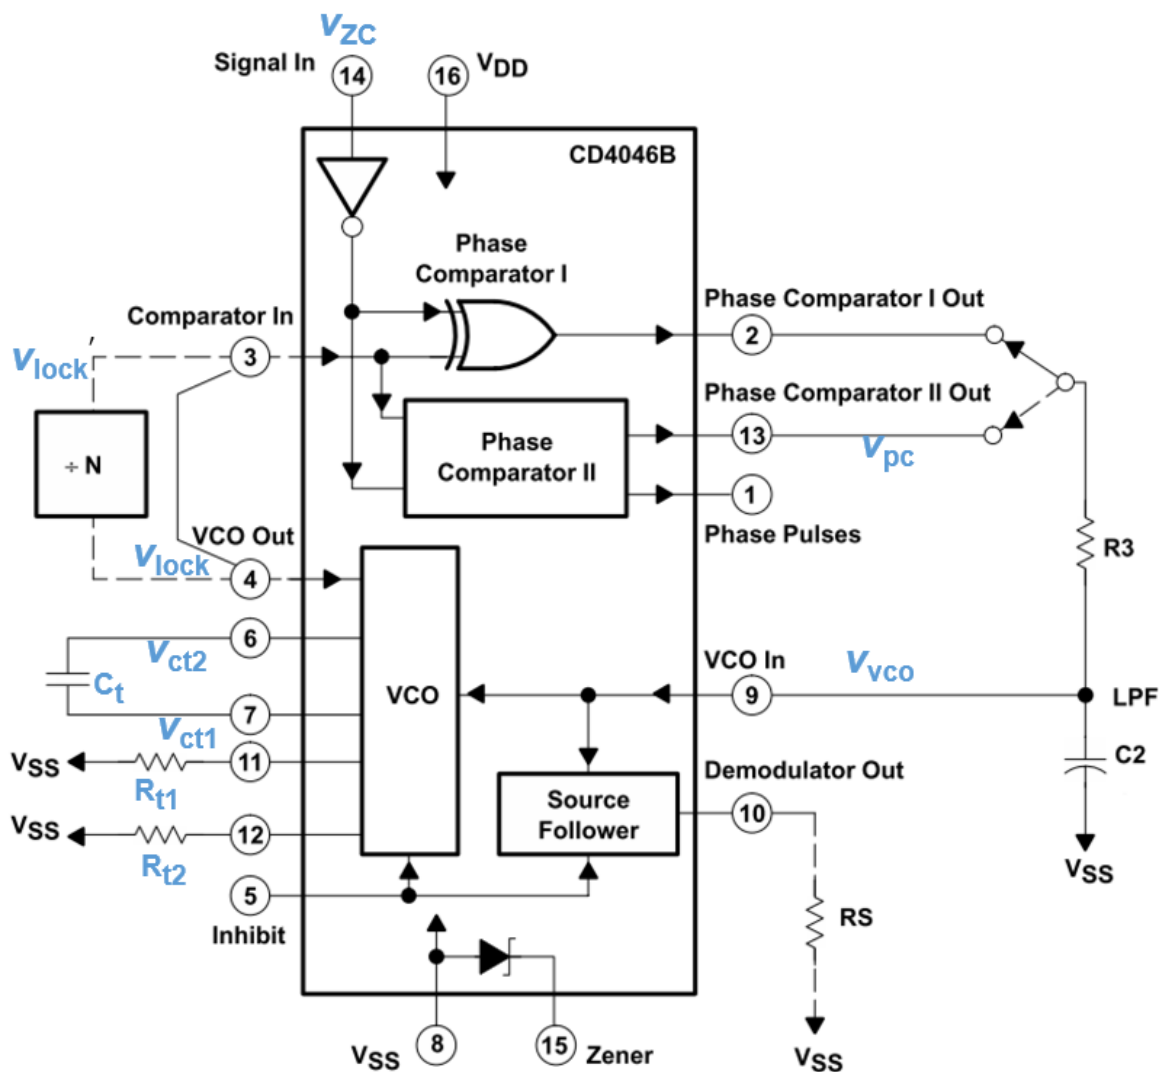 vZC
Signal In
14
16
VDD
CD4046B
Phase
Comparator I
Comparator In
3
Phase Comparator I Out
2
vlock'
÷ N
Phase
Comparator II
Phase Comparator II Out
13
vpc
1
Phase Pulses
R3
VCO Out
vlock
4
6
vct2
Ct
7
vct1
VCO
VCO In
9
vvco
LPF
C2
VSS
VSS
11
Rt1
VSS
12
Rt2
5
Inhibit
Source
Follower
Demodulator Out
10
RS
VSS
VSS
8
15
Zener